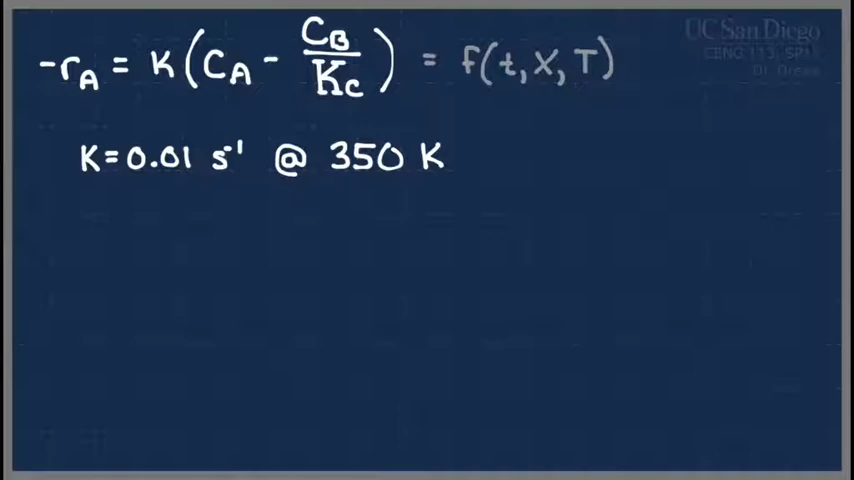 -rA = K(CA - CB/Kc) = f(t, X, T)
UC San Diego
K=0.01 s⁻¹ @ 350 K